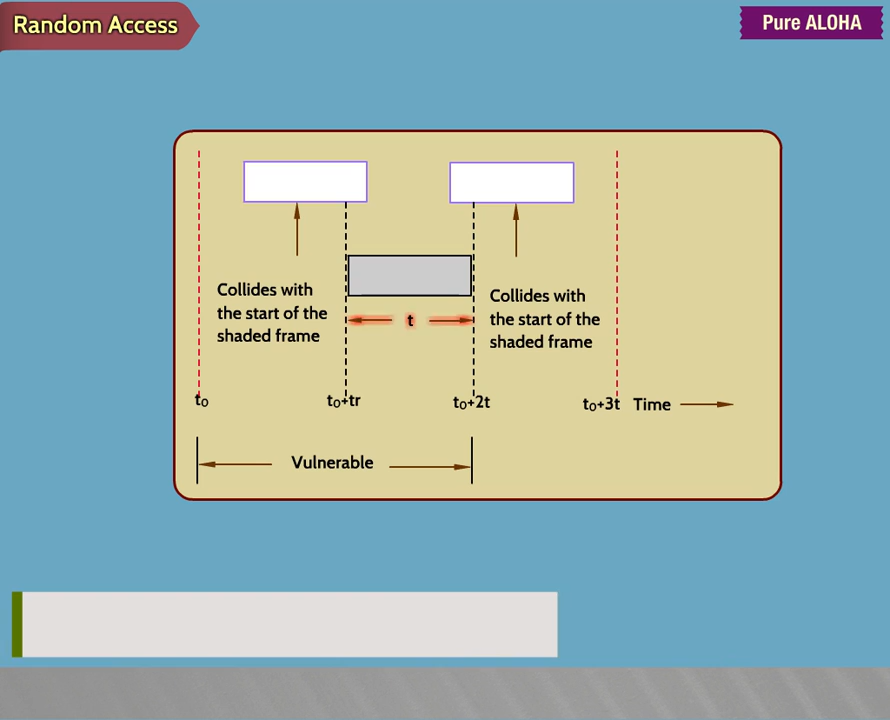 Random Access
Pure ALOHA
Collides with
the start of the
shaded frame
Collides with
the start of the
shaded frame
t
t₀
t₀+tr
t₀+2t
t₀+3t
Time
Vulnerable